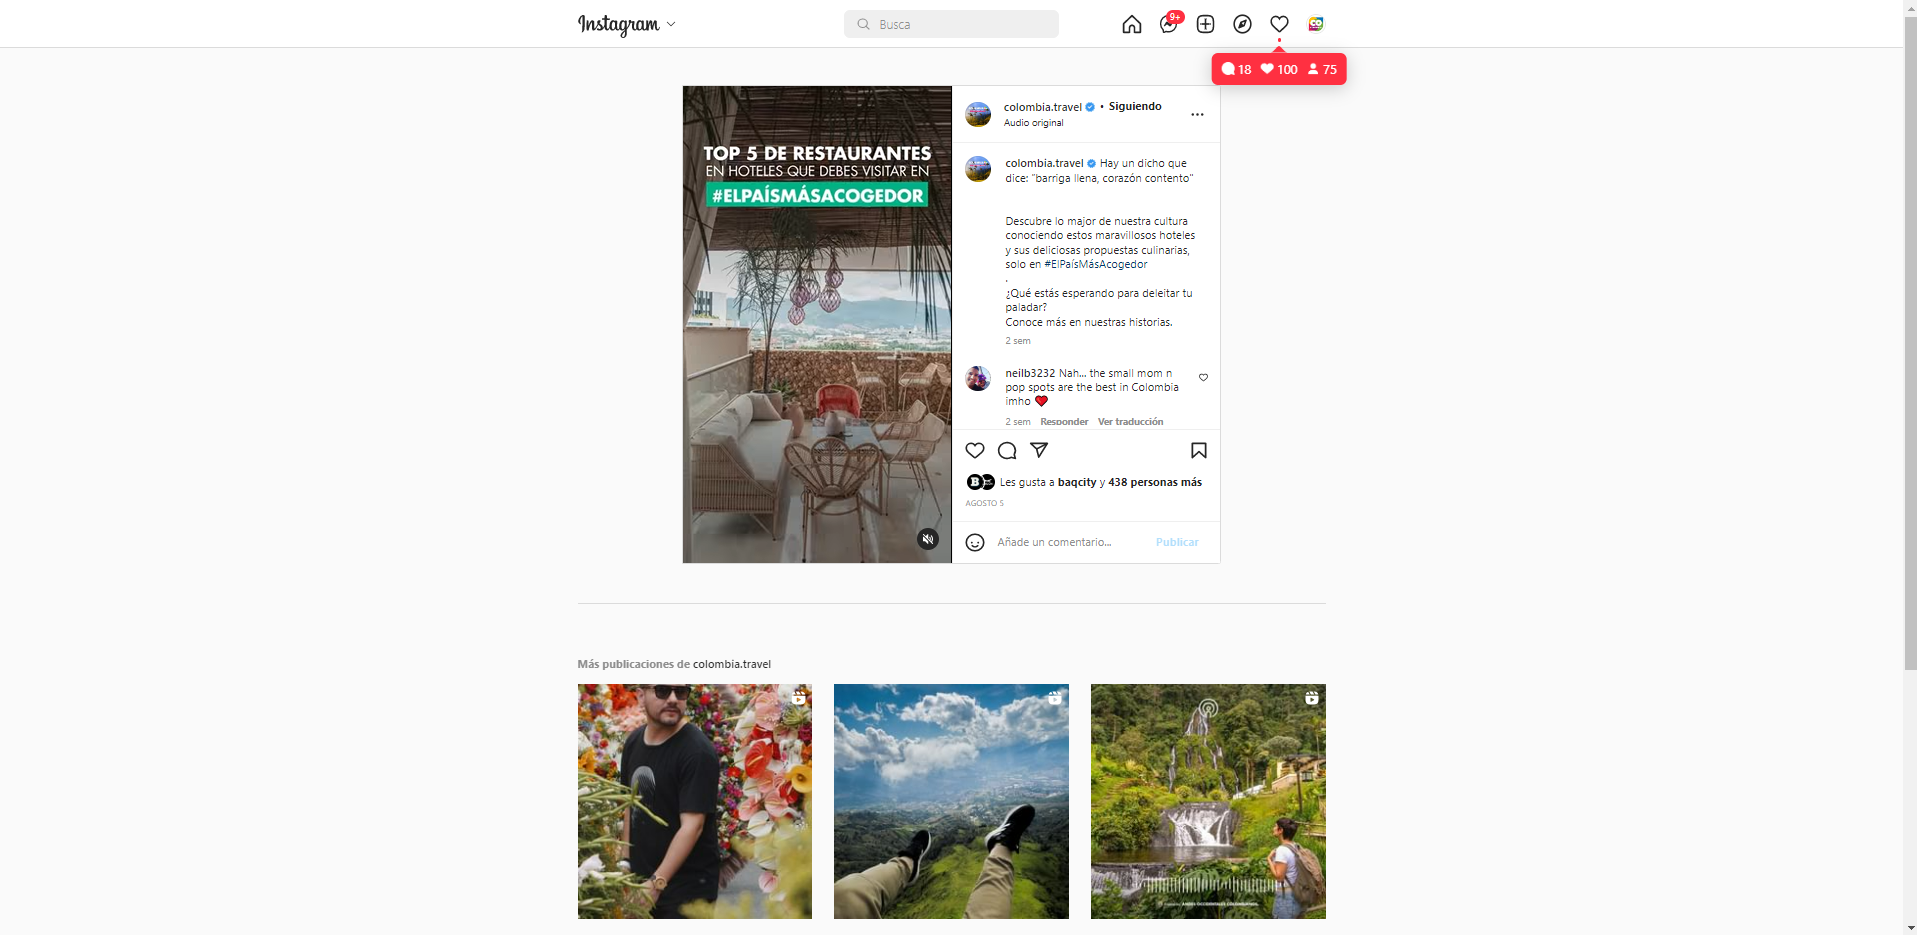 Instagram
Busca
9+
18 100 75
TOP 5 DE RESTAURANTES
EN HOTELES QUE DEBES VISITAR EN
#ELPAÍSMÁSACOGEDOR
colombia.travel • Siguiendo
Audio original
colombia.travel Hay un dicho que
dice: "barriga llena, corazón contento"
Descubre lo major de nuestra cultura
conociendo estos maravillosos hoteles
y sus deliciosas propuestas culinarias,
solo en #ElPaísMásAcogedor
.
¿Qué estás esperando para deleitar tu
paladar?
Conoce más en nuestras historias.
2 sem
neilb3232 Nah... the small mom n
pop spots are the best in Colombia
imho ❤️
2 sem Responder Ver traducción
Les gusta a baqcity y 438 personas más
AGOSTO 5
Añade un comentario... Publicar
Más publicaciones de colombia.travel